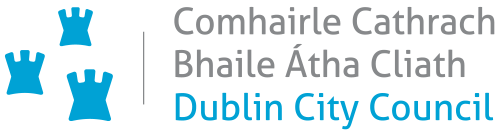 Comhairle Cathrach
Bhaile Átha Cliath
Dublin City Council